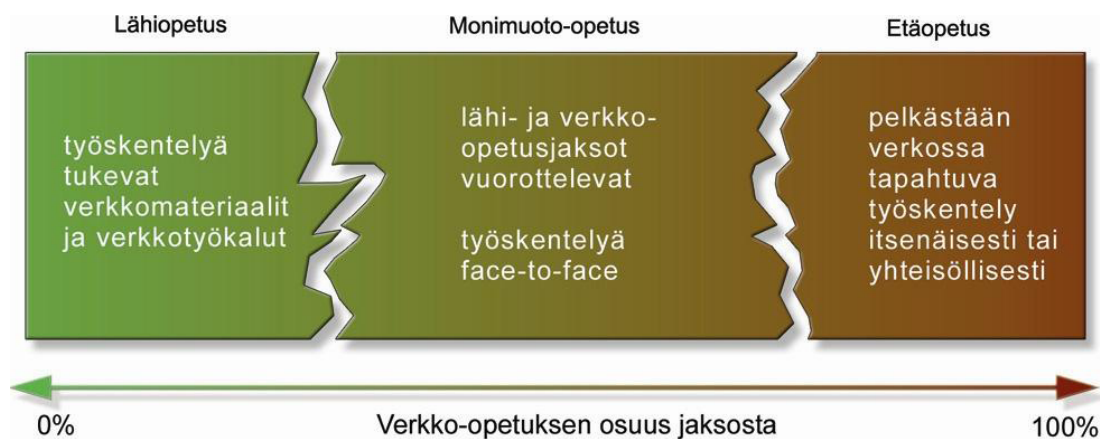 Lähiopetus
Monimuoto-opetus
Etäopetus
työskentelyä
tukevat
verkkomateriaalit
ja verkkotyökalut
lähi- ja verkko-
opetusjaksot
vuorottelevat
työskentelyä
face-to-face
pelkästään
verkossa
tapahtuva
työskentely
itsenäisesti tai
yhteisöllisesti
0%
Verkko-opetuksen osuus jaksosta
100%